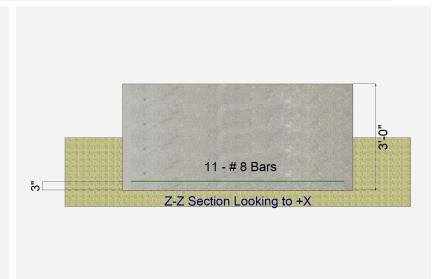 3'-0"
11 - # 8 Bars
3"
Z-Z Section Looking to +X